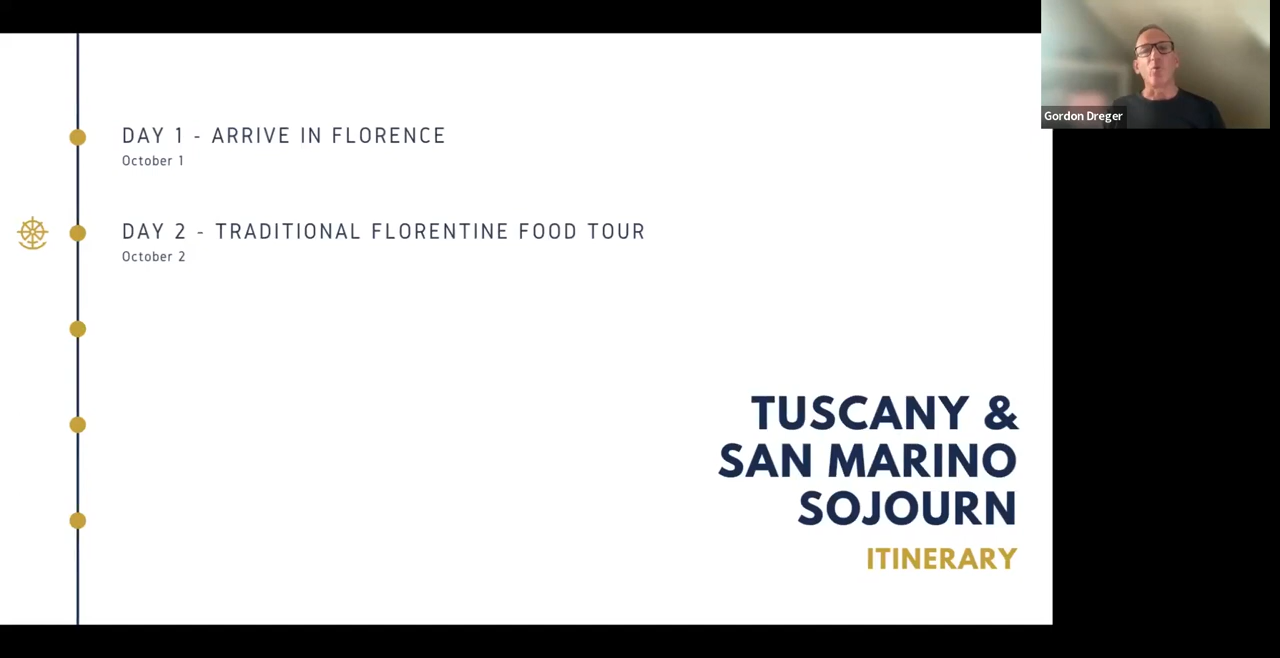 DAY 1 - ARRIVE IN FLORENCE
October 1
DAY 2 - TRADITIONAL FLORENTINE FOOD TOUR
October 2
TUSCANY &
SAN MARINO
SOJOURN
ITINERARY
Gordon Dreger